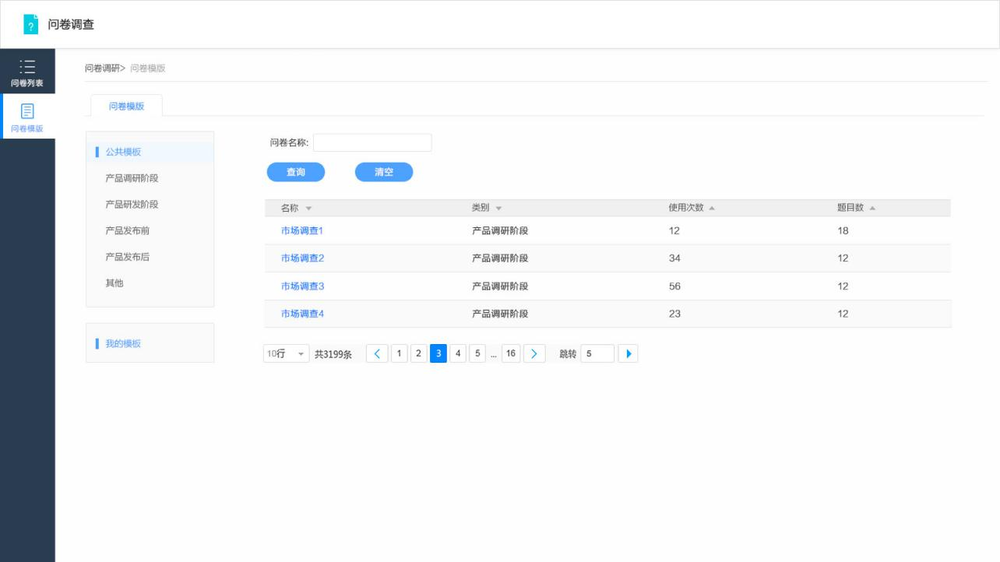 问卷调查
问卷列表
问卷模版
问卷调研> 问卷模版
问卷模版
公共模板
产品调研阶段
产品研发阶段
产品发布前
产品发布后
其他
我的模板
问卷名称:
查询 清空
名称 类别 使用次数 题目数
市场调查1 产品调研阶段 12 18
市场调查2 产品调研阶段 34 12
市场调查3 产品调研阶段 56 12
市场调查4 产品调研阶段 23 12
10行 共3199条 1 2 3 4 5 ... 16 跳转 5